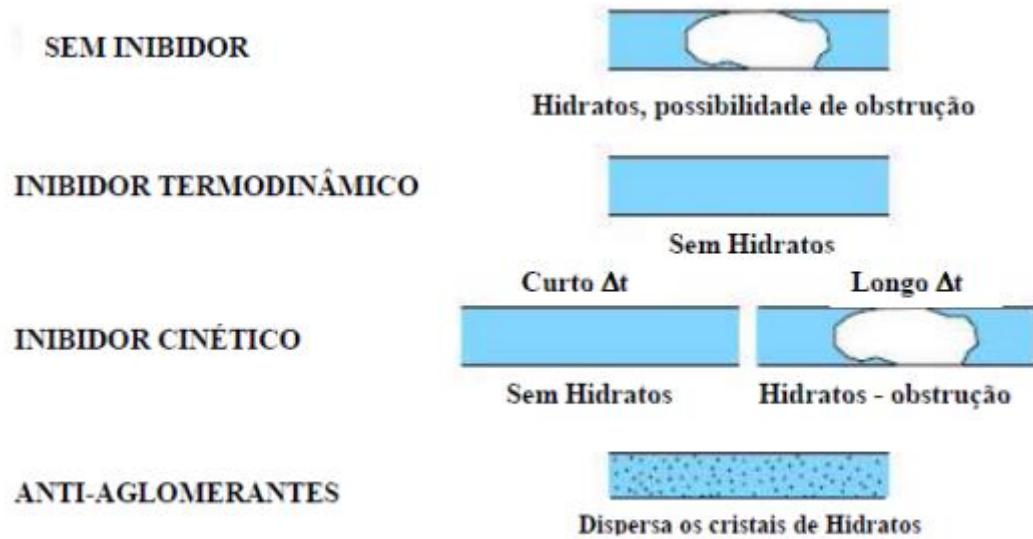 SEM INIBIDOR
Hidratos, possibilidade de obstrução
INIBIDOR TERMODINÂMICO
Sem Hidratos
Curto Δt
Longo Δt
INIBIDOR CINÉTICO
Sem Hidratos
Hidratos - obstrução
ANTI-AGLOMERANTES
Dispersa os cristais de Hidratos